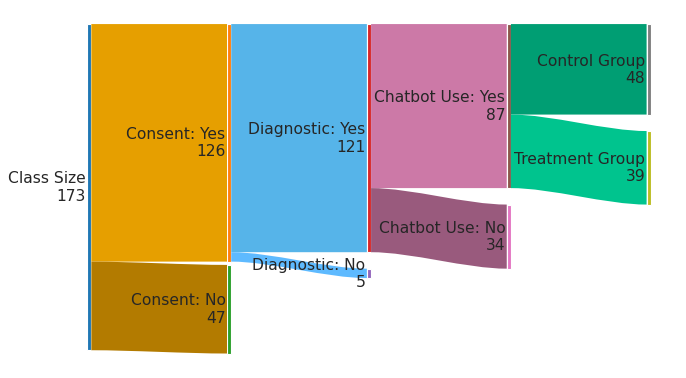 Class Size
173
Consent: Yes
126
Consent: No
47
Diagnostic: Yes
121
Diagnostic: No
5
Chatbot Use: Yes
87
Chatbot Use: No
34
Control Group
48
Treatment Group
39